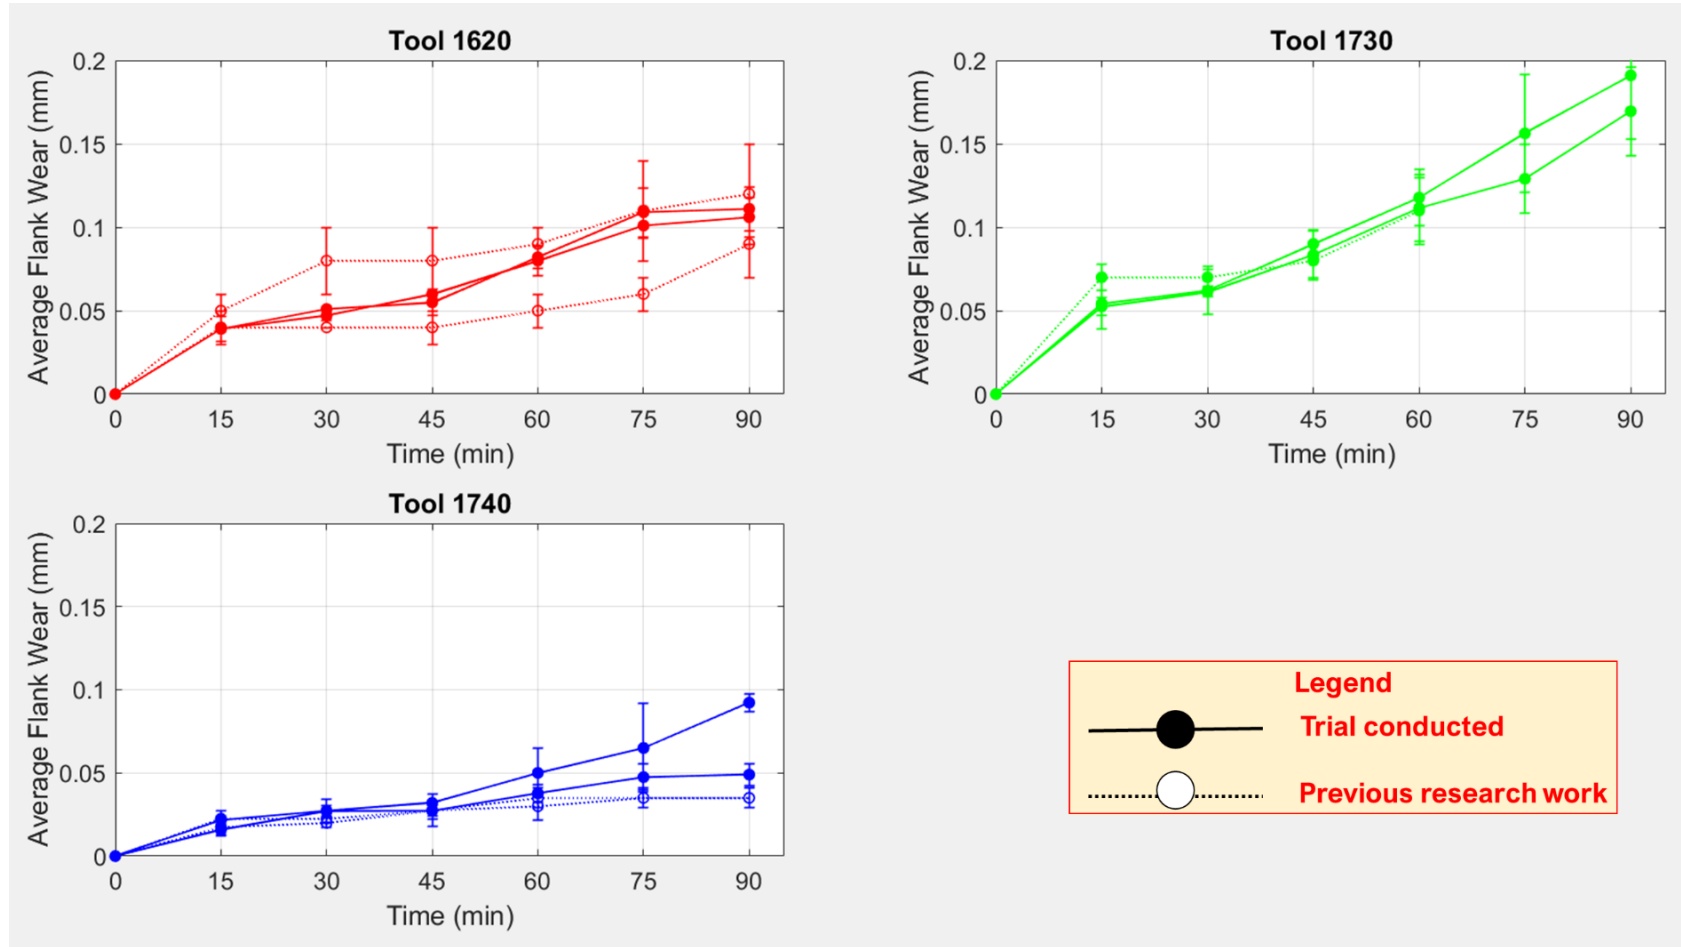 Tool 1620
Average Flank Wear (mm)
0.2
0.15
0.1
0.05
0
0 15 30 45 60 75 90
Time (min)
Tool 1730
Average Flank Wear (mm)
0.2
0.15
0.1
0.05
0
0 15 30 45 60 75 90
Time (min)
Tool 1740
Average Flank Wear (mm)
0.2
0.15
0.1
0.05
0
0 15 30 45 60 75 90
Time (min)
Legend
Trial conducted
Previous research work